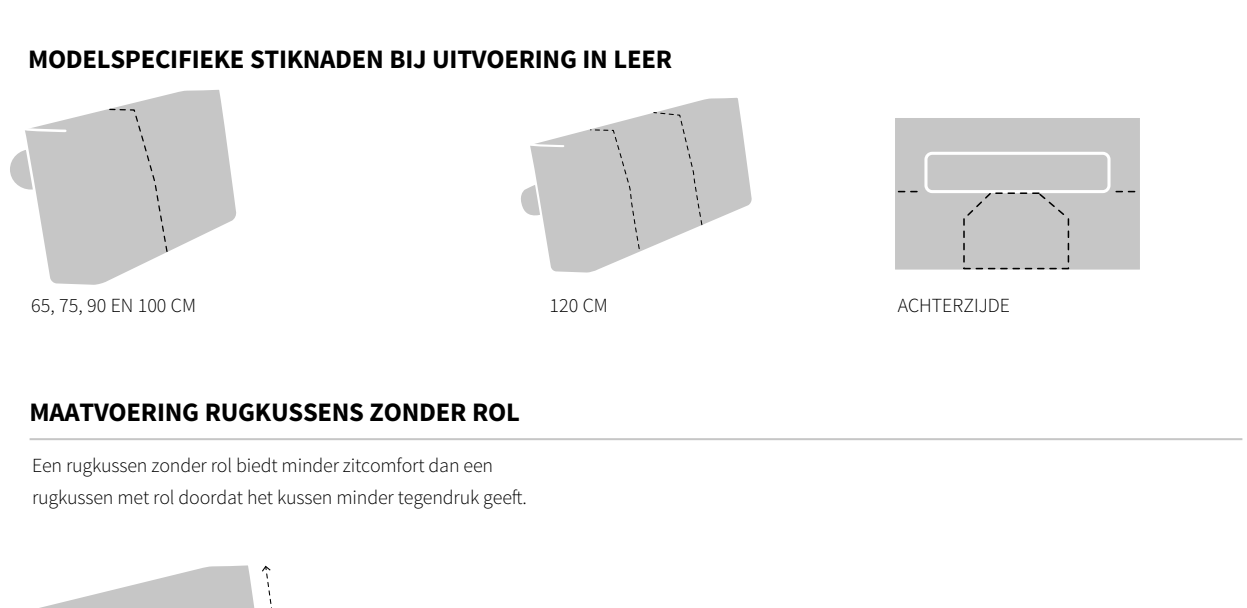 MODELSPECIFIEKE STIKNADEN BIJ UITVOERING IN LEER
65, 75, 90 EN 100 CM
120 CM
ACHTERZIJDE
MAATVOERING RUGKUSSENS ZONDER ROL
Een rugkussen zonder rol biedt minder zitcomfort dan een
rugkussen met rol doordat het kussen minder tegendruk geeft.